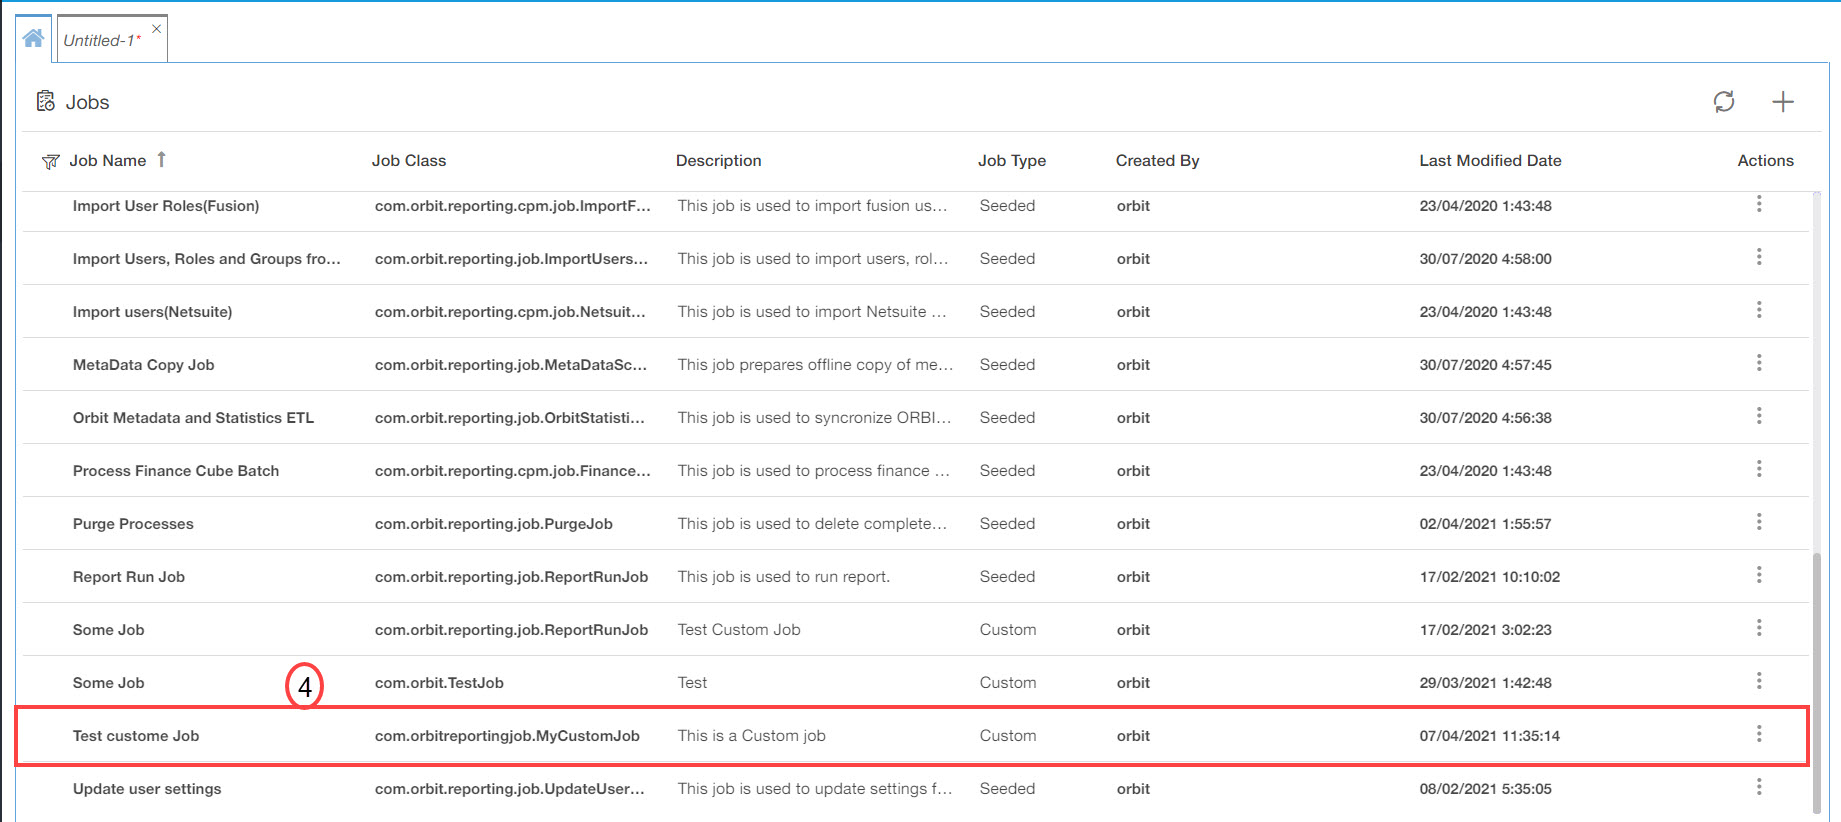 Untitled-1*
Jobs
Job Name Job Class Description Job Type Created By Last Modified Date Actions
Import User Roles(Fusion) com.orbit.reporting.cpm.job.ImportF... This job is used to import fusion us... Seeded orbit 23/04/2020 1:43:48
Import Users, Roles and Groups fro... com.orbit.reporting.job.ImportUsers... This job is used to import users, rol... Seeded orbit 30/07/2020 4:58:00
Import users(Netsuite) com.orbit.reporting.cpm.job.Netsuit... This job is used to import Netsuite ... Seeded orbit 23/04/2020 1:43:48
MetaData Copy Job com.orbit.reporting.job.MetaDataSc... This job prepares offline copy of me... Seeded orbit 30/07/2020 4:57:45
Orbit Metadata and Statistics ETL com.orbit.reporting.job.OrbitStatisti... This job is used to syncronize ORBI... Seeded orbit 30/07/2020 4:56:38
Process Finance Cube Batch com.orbit.reporting.cpm.job.Finance... This job is used to process finance ... Seeded orbit 23/04/2020 1:43:48
Purge Processes com.orbit.reporting.job.PurgeJob This job is used to delete complete... Seeded orbit 02/04/2021 1:55:57
Report Run Job com.orbit.reporting.job.ReportRunJob This job is used to run report. Seeded orbit 17/02/2021 10:10:02
Some Job com.orbit.reporting.job.ReportRunJob Test Custom Job Custom orbit 17/02/2021 3:02:23
Some Job 4 com.orbit.TestJob Test Custom orbit 29/03/2021 1:42:48
Test custome Job com.orbitreportingjob.MyCustomJob This is a Custom job Custom orbit 07/04/2021 11:35:14
Update user settings com.orbit.reporting.job.UpdateUser... This job is used to update settings f... Seeded orbit 08/02/2021 5:35:05